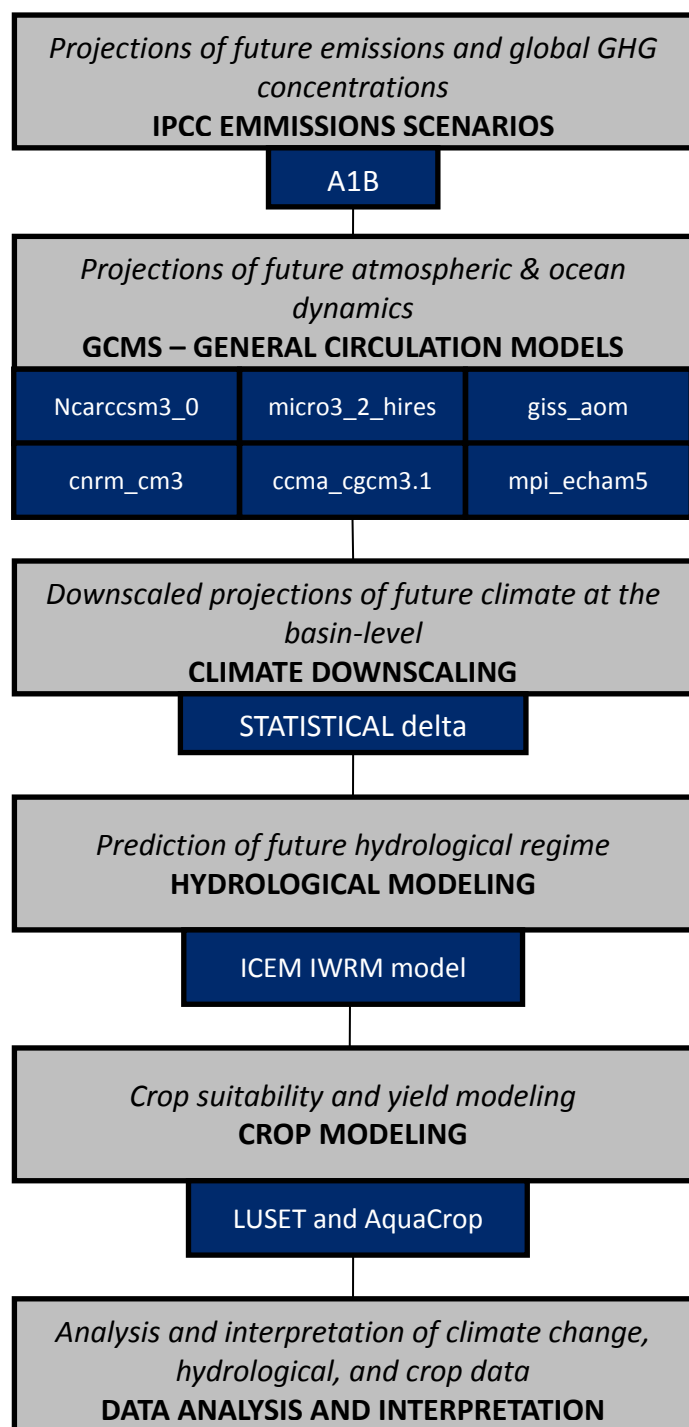 Projections of future emissions and global GHG
concentrations
IPCC EMMISSIONS SCENARIOS
A1B
Projections of future atmospheric & ocean
dynamics
GCMS – GENERAL CIRCULATION MODELS
Ncarccsm3_0
micro3_2_hires
giss_aom
cnrm_cm3
ccma_cgcm3.1
mpi_echam5
Downscaled projections of future climate at the
basin-level
CLIMATE DOWNSCALING
STATISTICAL delta
Prediction of future hydrological regime
HYDROLOGICAL MODELING
ICEM IWRM model
Crop suitability and yield modeling
CROP MODELING
LUSET and AquaCrop
Analysis and interpretation of climate change,
hydrological, and crop data
DATA ANALYSIS AND INTERPRETATION